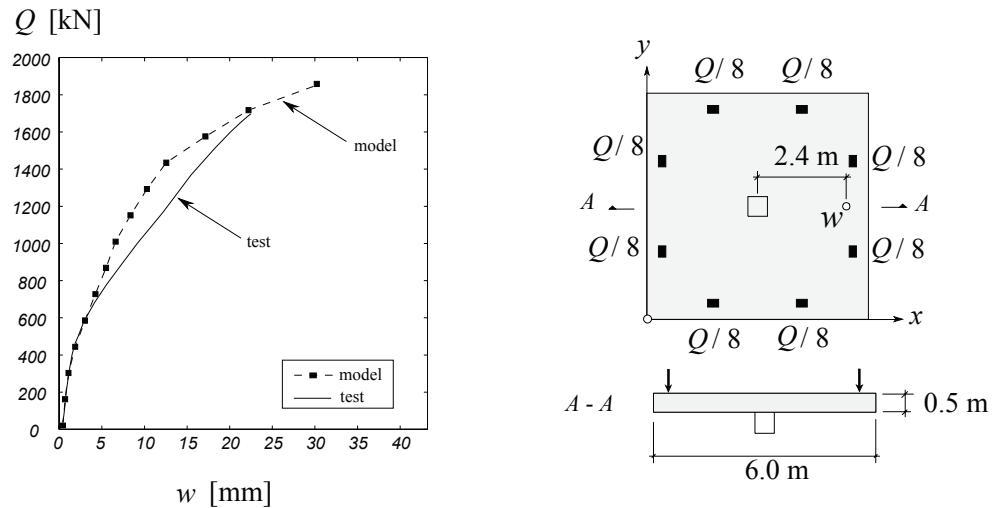 Q [kN]
2000
1800
1600
1400
1200
1000
800
600
400
200
0
0 5 10 15 20 25 30 35 40
w [mm]
model
test
model
test
y
Q/ 8 Q/ 8
Q/ 8 Q/ 8
2.4 m
A A
w
Q/ 8 Q/ 8
x
Q/ 8 Q/ 8
A - A
0.5 m
6.0 m